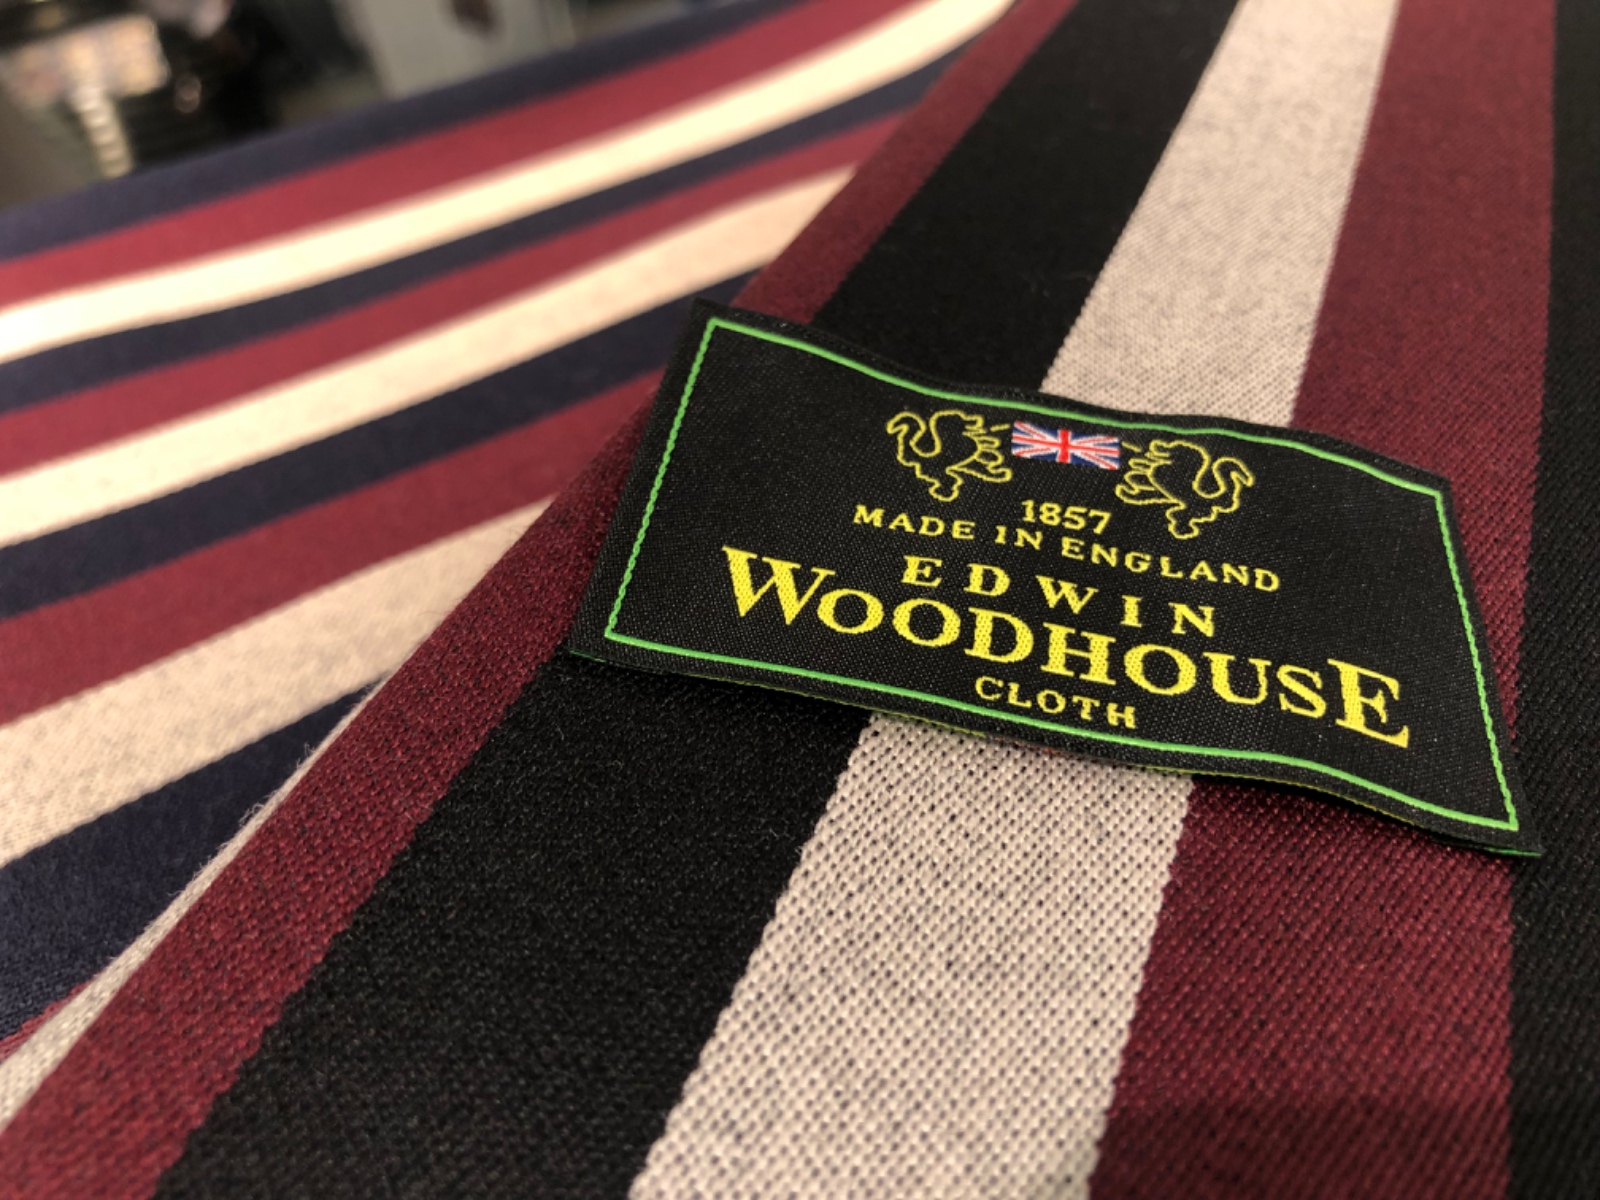 1857
MADE IN ENGLAND
EDWIN
WOODHOUSE
CLOTH